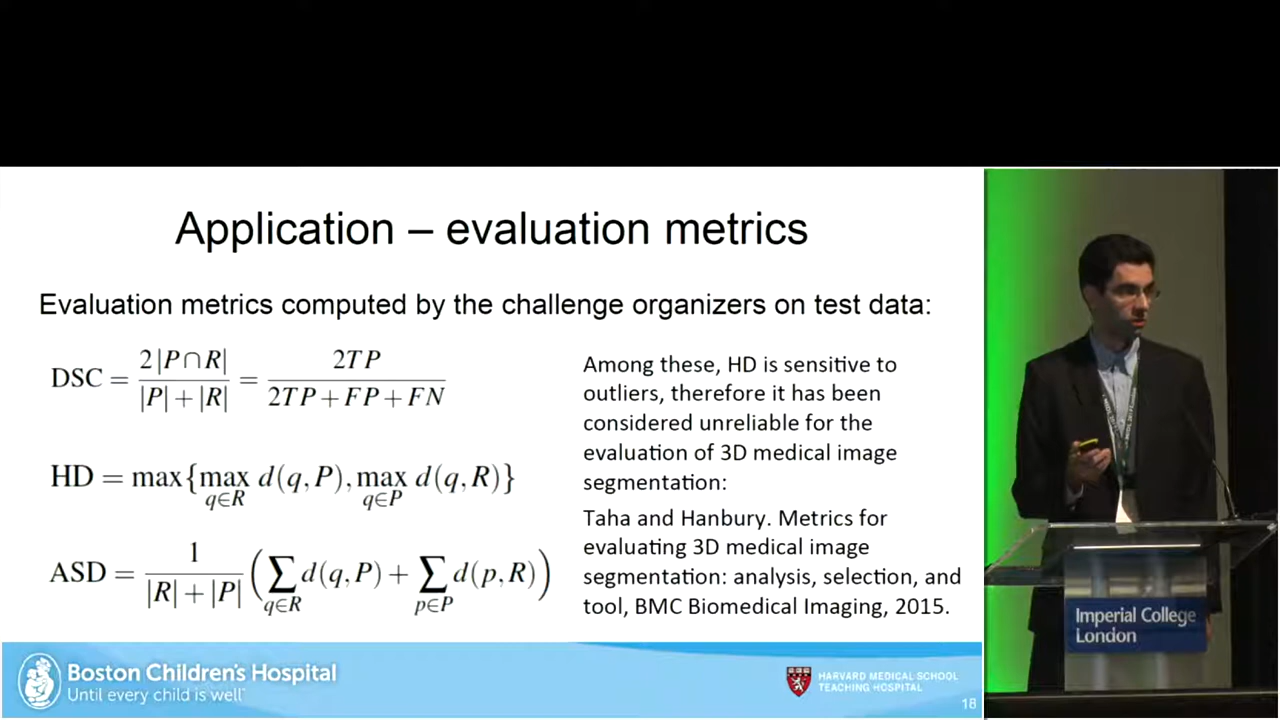 Application – evaluation metrics
Evaluation metrics computed by the challenge organizers on test data:
DSC = 2|P∩R| / |P|+|R| = 2TP / 2TP+FP+FN
HD = max{max q∈R d(q,P), max q∈P d(q,R)}
ASD = 1 / |R|+|P| (∑ q∈R d(q,P) + ∑ p∈P d(p,R))
Among these, HD is sensitive to
outliers, therefore it has been
considered unreliable for the
evaluation of 3D medical image
segmentation:
Taha and Hanbury. Metrics for
evaluating 3D medical image
segmentation: analysis, selection, and
tool, BMC Biomedical Imaging, 2015.
Boston Children's Hospital
Until every child is well
HARVARD MEDICAL SCHOOL
TEACHING HOSPITAL
18
Imperial College
London